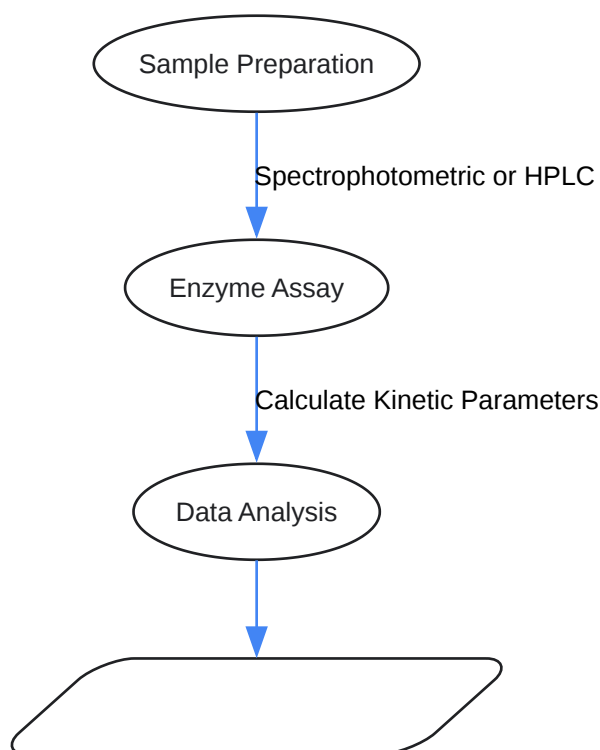 Sample Preparation
Spectrophotometric or HPLC
Enzyme Assay
Calculate Kinetic Parameters
Data Analysis